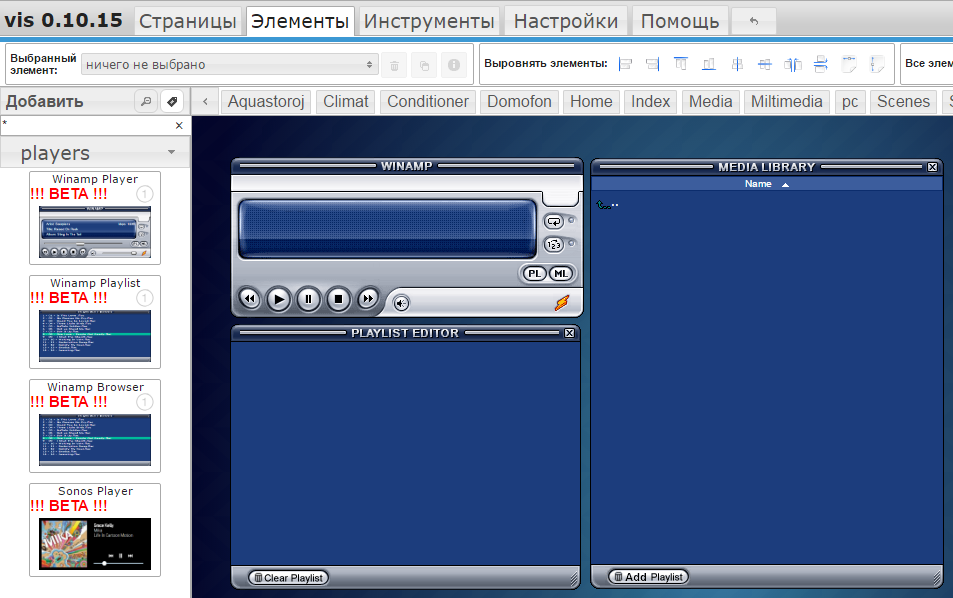 vis 0.10.15 Страницы Элементы Инструменты Настройки Помощь
Выбранный элемент: ничего не выбрано Выровнять элементы: Все элем
Добавить Aquastoroj Climat Conditioner Domofon Home Index Media Miltimedia pc Scenes
*
players
Winamp Player
!!! BETA !!! 1
Winamp Playlist
!!! BETA !!! 1
Winamp Browser
!!! BETA !!! 1
Sonos Player
!!! BETA !!!
WINAMP
123
PL ML
PLAYLIST EDITOR
Clear Playlist
MEDIA LIBRARY
Name
..
Add Playlist